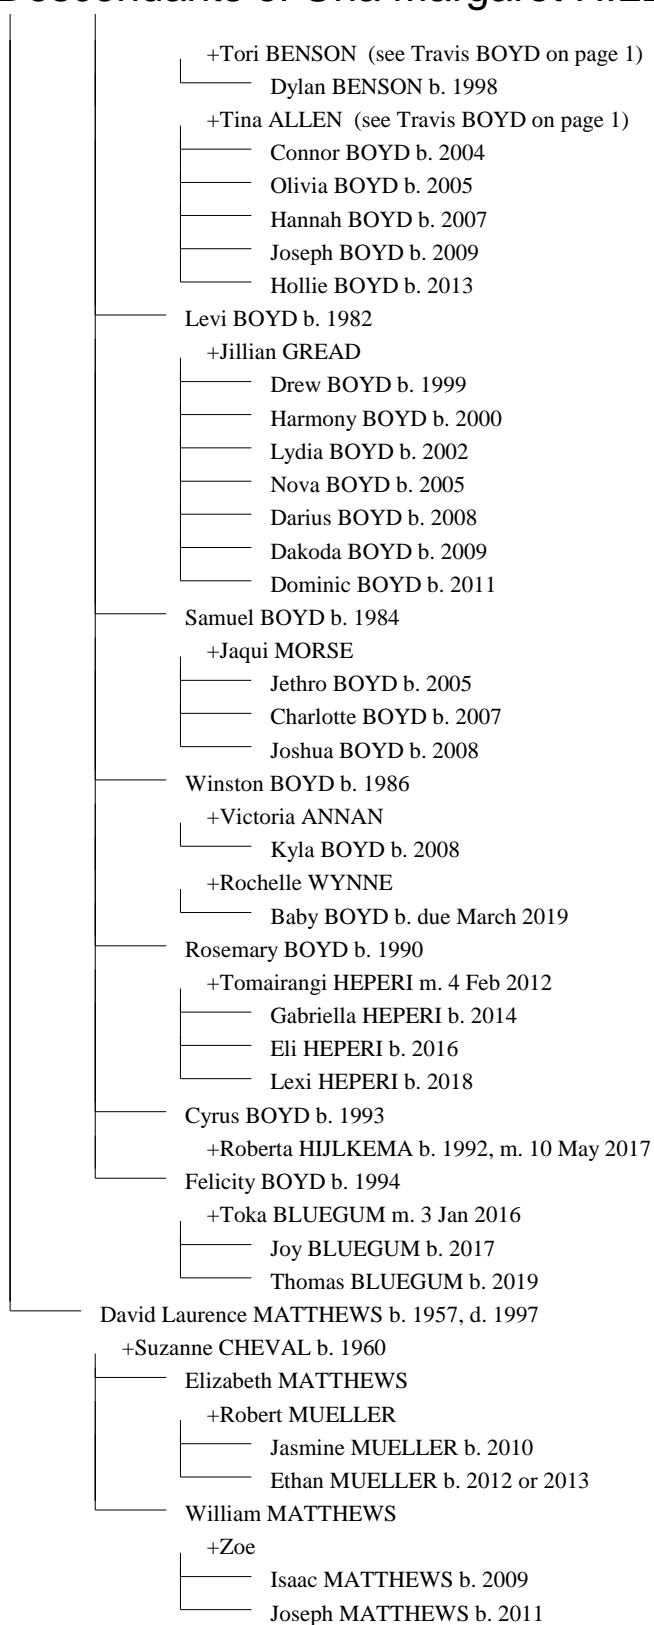 Descendants of Margaret
+Tori BENSON (see Travis BOYD on page 1)
Dylan BENSON b. 1998
+Tina ALLEN (see Travis BOYD on page 1)
Connor BOYD b. 2004
Olivia BOYD b. 2005
Hannah BOYD b. 2007
Joseph BOYD b. 2009
Hollie BOYD b. 2013
Levi BOYD b. 1982
+Jillian GREAD
Drew BOYD b. 1999
Harmony BOYD b. 2000
Lydia BOYD b. 2002
Nova BOYD b. 2005
Darius BOYD b. 2008
Dakoda BOYD b. 2009
Dominic BOYD b. 2011
Samuel BOYD b. 1984
+Jaqui MORSE
Jethro BOYD b. 2005
Charlotte BOYD b. 2007
Joshua BOYD b. 2008
Winston BOYD b. 1986
+Victoria ANNAN
Kyla BOYD b. 2008
+Rochelle WYNNE
Baby BOYD b. due March 2019
Rosemary BOYD b. 1990
+Tomairangi HEPERI m. 4 Feb 2012
Gabriella HEPERI b. 2014
Eli HEPERI b. 2016
Lexi HEPERI b. 2018
Cyrus BOYD b. 1993
+Roberta HIJLKEMA b. 1992, m. 10 May 2017
Felicity BOYD b. 1994
+Toka BLUEGUM m. 3 Jan 2016
Joy BLUEGUM b. 2017
Thomas BLUEGUM b. 2019
David Laurence MATTHEWS b. 1957, d. 1997
+Suzanne CHEVAL b. 1960
Elizabeth MATTHEWS
+Robert MUELLER
Jasmine MUELLER b. 2010
Ethan MUELLER b. 2012 or 2013
William MATTHEWS
+Zoe
Isaac MATTHEWS b. 2009
Joseph MATTHEWS b. 2011